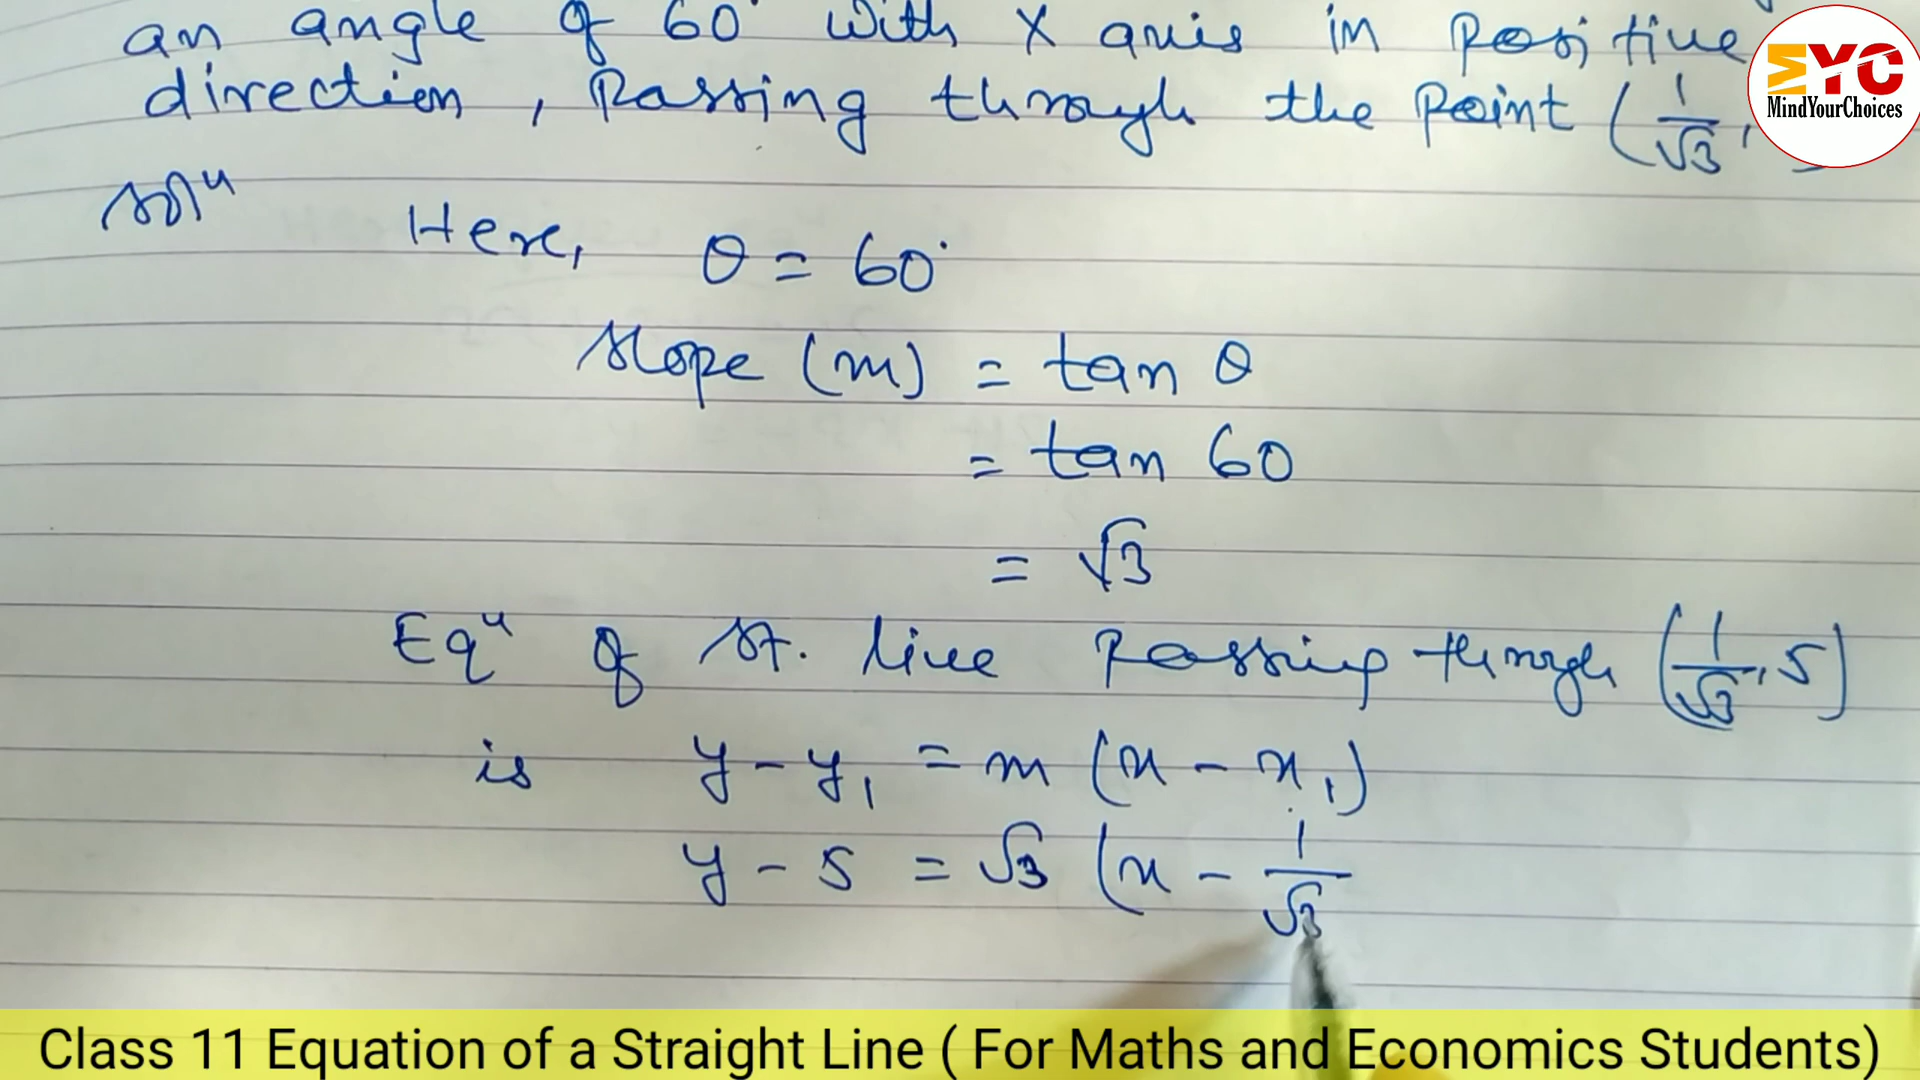 an angle of 60° with X axis in Positive
direction, Passing through the Point (1/√3,
MYC
MindYourChoices
Solⁿ Here, θ = 60°
Slope (m) = tan θ
= tan 60
= √3
Eqⁿ of St. line Passing through (1/√3, 5)
is y - y₁ = m (x - x₁)
y - 5 = √3 (x - 1/√3
Class 11 Equation of a Straight Line ( For Maths and Economics Students)